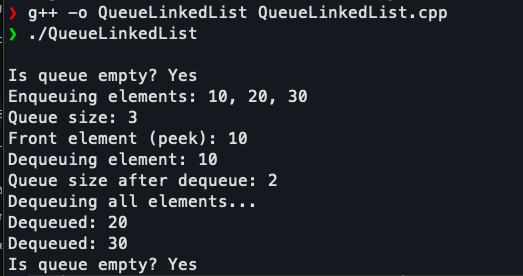 ❯ g++ -o QueueLinkedList QueueLinkedList.cpp
❯ ./QueueLinkedList
Is queue empty? Yes
Enqueuing elements: 10, 20, 30
Queue size: 3
Front element (peek): 10
Dequeuing element: 10
Queue size after dequeue: 2
Dequeuing all elements...
Dequeued: 20
Dequeued: 30
Is queue empty? Yes